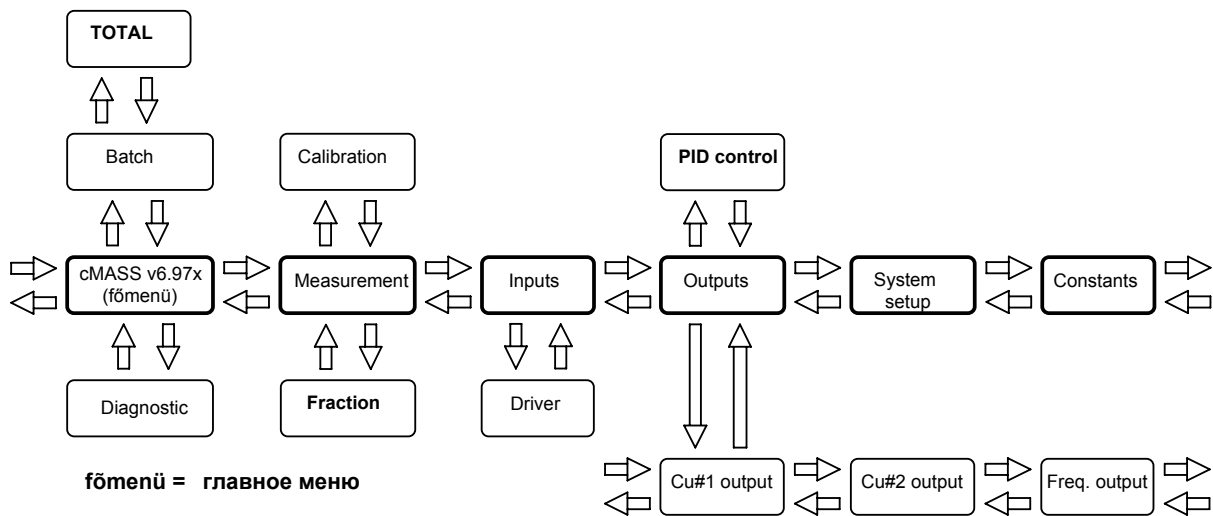 TOTAL
Batch
Calibration
PID control
cMASS v6.97x
(főmenü)
Measurement
Inputs
Outputs
System
setup
Constants
Diagnostic
Fraction
Driver
fõmenü = главное меню
Cu#1 output
Cu#2 output
Freq. output